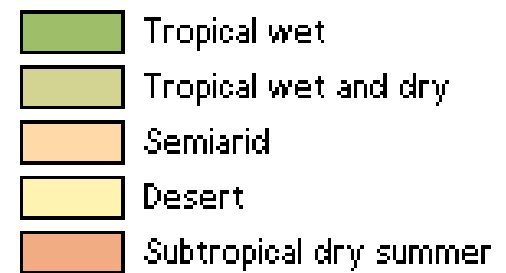 Tropical wet
Tropical wet and dry
Semiarid
Desert
Subtropical dry summer